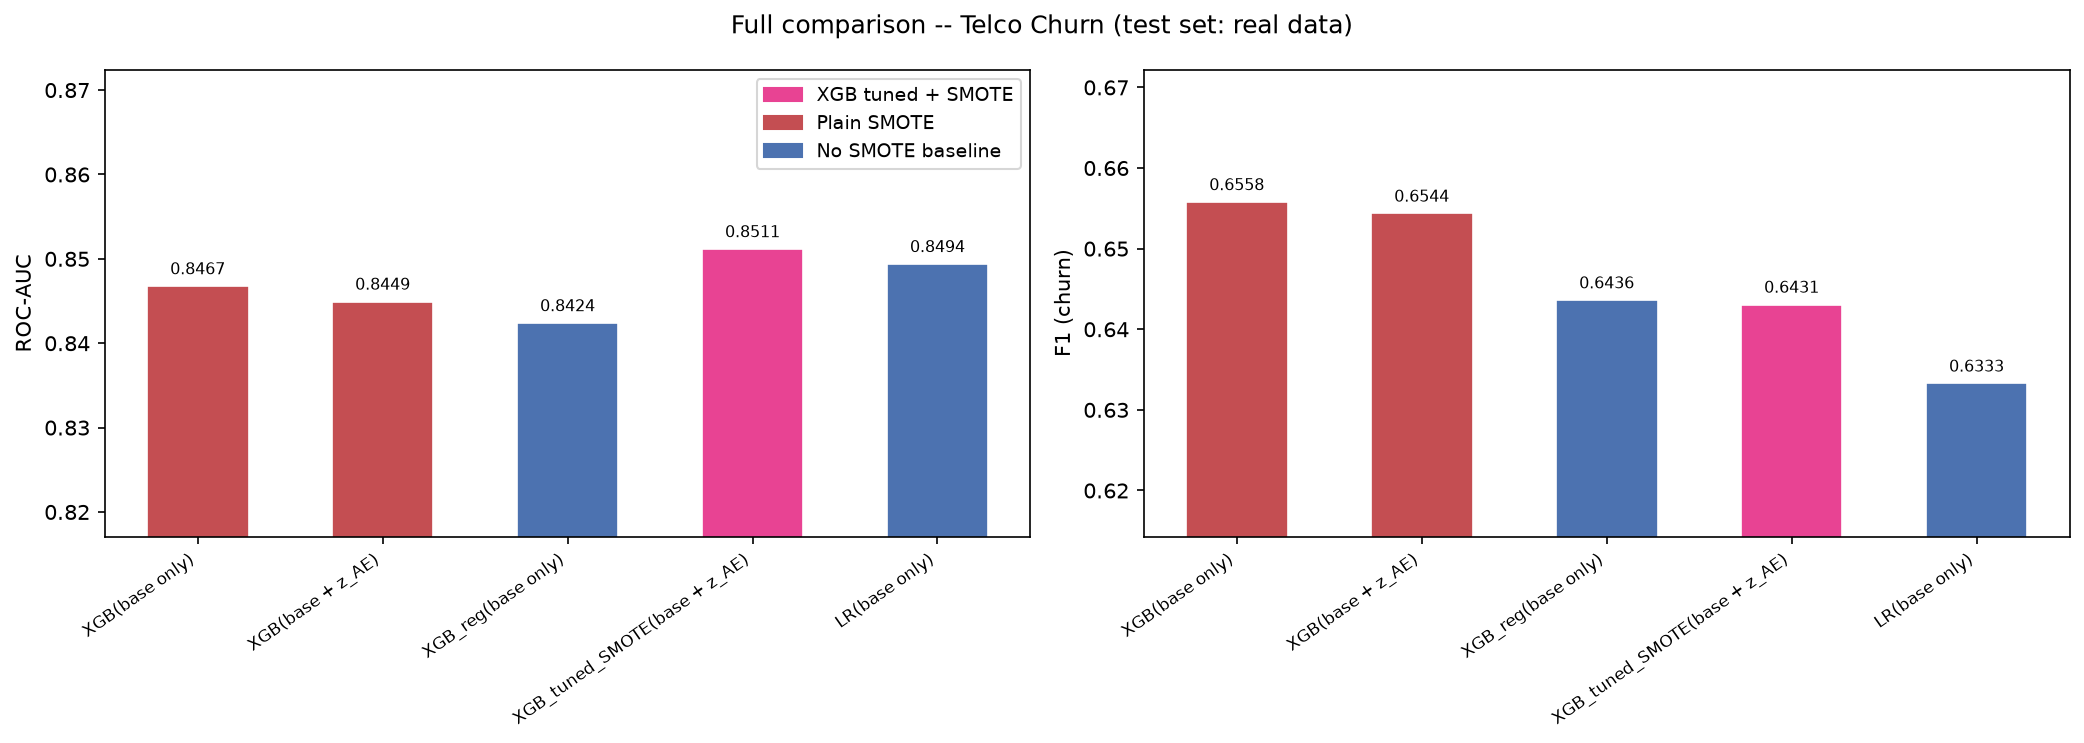 Full comparison -- Telco Churn (test set: real data)
ROC-AUC
0.87
0.86
0.85
0.84
0.83
0.82
XGB tuned + SMOTE
Plain SMOTE
No SMOTE baseline
0.8467
0.8449
0.8424
0.8511
0.8494
XGB(base only)
XGB(base + z_AE)
XGB_reg(base only)
XGB_tuned_SMOTE(base + z_AE)
LR(base only)
F1 (churn)
0.67
0.66
0.65
0.64
0.63
0.62
0.6558
0.6544
0.6436
0.6431
0.6333
XGB(base only)
XGB(base + z_AE)
XGB_reg(base only)
XGB_tuned_SMOTE(base + z_AE)
LR(base only)